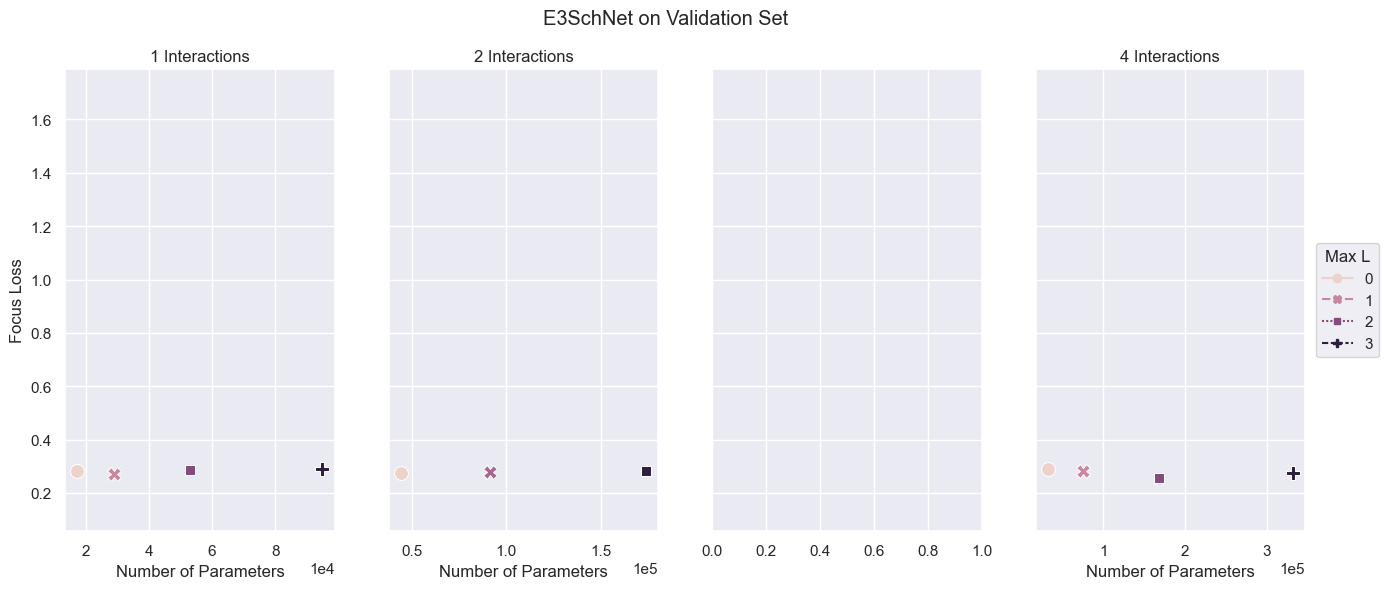 E3SchNet on Validation Set
1 Interactions
2 Interactions
4 Interactions
Focus Loss
1.6
1.4
1.2
1.0
0.8
0.6
0.4
0.2
2 4 6 8
1e4
Number of Parameters
0.5 1.0 1.5
1e5
Number of Parameters
0.0 0.2 0.4 0.6 0.8 1.0
1 2 3
1e5
Number of Parameters
Max L
0
1
2
3